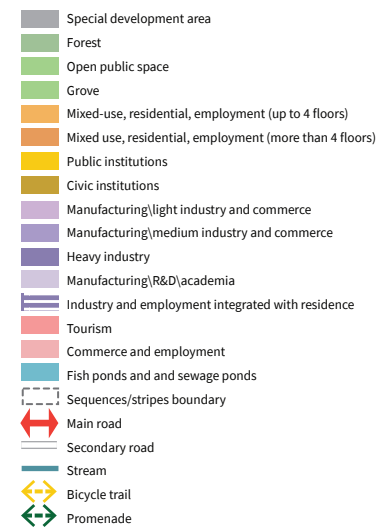 Special development area
Forest
Open public space
Grove
Mixed-use, residential, employment (up to 4 floors)
Mixed use, residential, employment (more than 4 floors)
Public institutions
Civic institutions
Manufacturing\light industry and commerce
Manufacturing\medium industry and commerce
Heavy industry
Manufacturing\R&D\academia
Industry and employment integrated with residence
Tourism
Commerce and employment
Fish ponds and and sewage ponds
Sequences/stripes boundary
Main road
Secondary road
Stream
Bicycle trail
Promenade